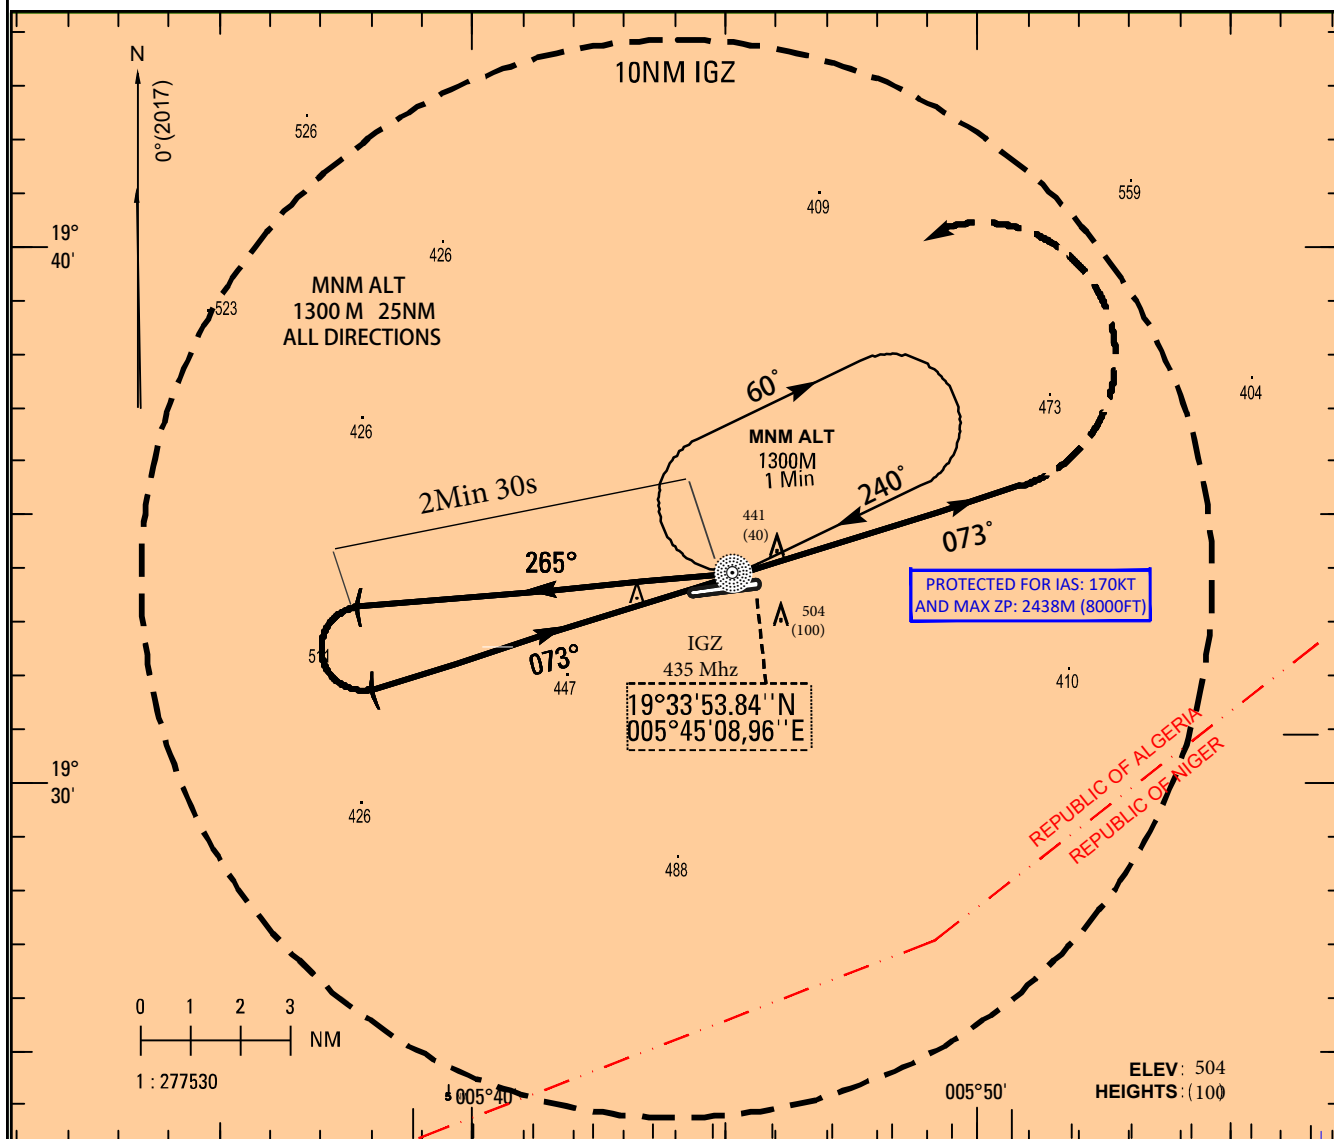 10NM IGZ
N
0°(2017)
526
559
409
19°
40'
426
MNM ALT
1300 M 25NM
ALL DIRECTIONS
523
60°
404
473
426
MNM ALT
1300M
1 Min
2Min 30s
240°
441
(40)
073°
265°
PROTECTED FOR IAS: 170KT
AND MAX ZP: 2438M (8000FT)
504
(100)
IGZ
435 Mhz
511
073°
447
410
19°33'53.84''N
005°45'08,96''E
REPUBLIC OF ALGERIA
REPUBLIC OF NIGER
19°
30'
426
488
0 1 2 3
NM
1 : 277530
005°40'
005°50'
ELEV: 504
HEIGHTS (100)